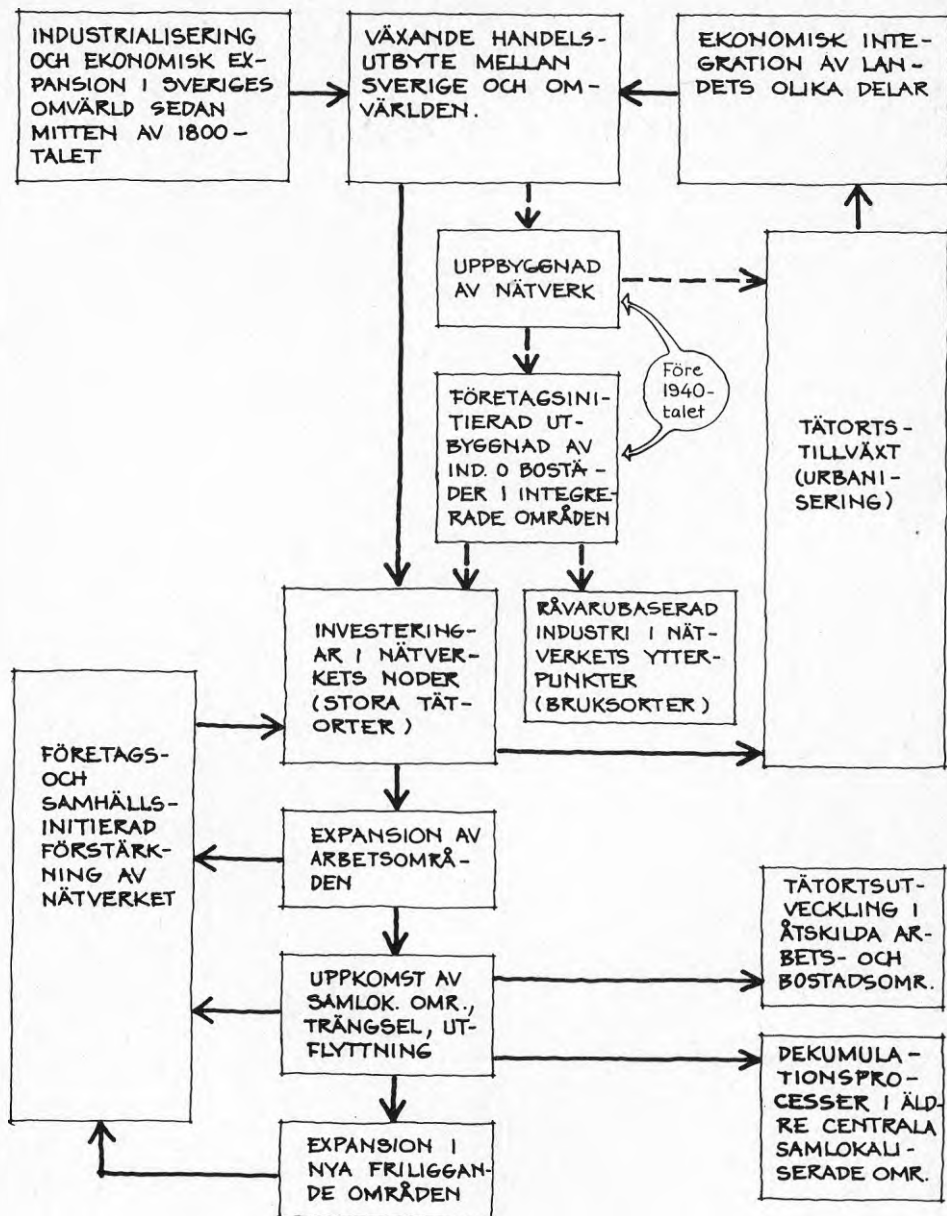 INDUSTRIALISERING
OCH EKONOMISK EX-
PANSION I SVERIGES
OMVÄRLD SEDAN
MITTEN AV 1800-
TALET
VÄXANDE HANDELS-
UTBYTE MELLAN
SVERIGE OCH OM-
VÄRLDEN.
EKONOMISK INTE-
GRATION AV LAN-
DETS OLIKA DELAR
UPPBYGGNAD
AV NÄTVERK
Före
1940-
talet
FÖRETAGSINI-
TIERAD UT-
BYGGNAD AV
IND. O BOSTÄ-
DER I INTEGRE-
RADE OMRÅDEN
TÄTORTS-
TILLVÄXT
(URBANI-
SERING)
INVESTERING-
AR I NÄTVER-
KETS NODER
(STORA TÄT-
ORTER)
RÅVARUBASERAD
INDUSTRI I NÄT-
VERKETS YTTER-
PUNKTER
(BRUKSORTER)
FÖRETAGS-
OCH
SAMHÄLLS-
INITIERAD
FÖRSTÄRK-
NING AV
NÄTVERKET
EXPANSION AV
ARBETSOMRÅ-
DEN
UPPKOMST AV
SAMLOK. OMR.,
TRÄNGSEL, UT-
FLYTTNING
TÄTORTSUT-
VECKLING I
ÅTSKILDA AR-
BETS- OCH
BOSTADSOMR.
DEKUMULA-
TIONSPRO-
CESSER I ÄLD-
RE CENTRALA
SAMLOKALI-
SERADE OMR.
EXPANSION I
NYA FRILIGGAN-
DE OMRÅDEN